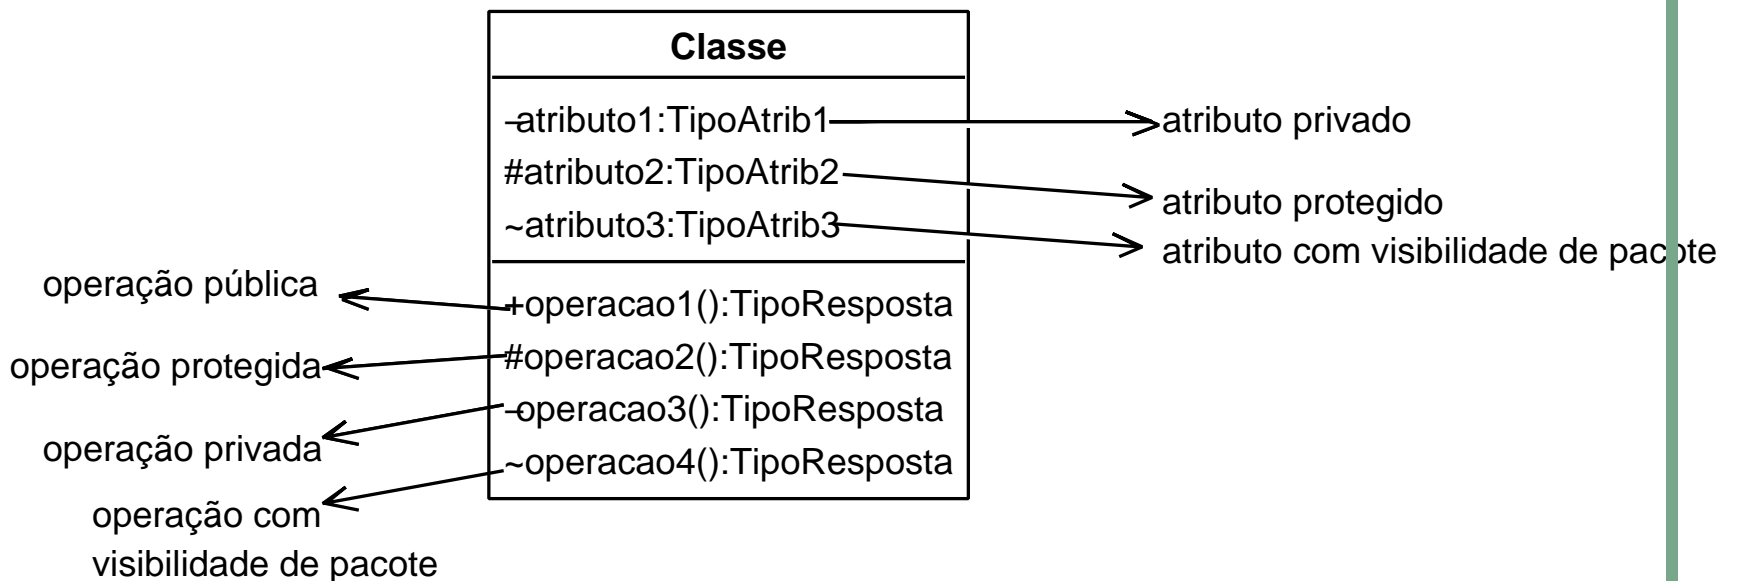 Classe
–atributo1:TipoAtrib1
atributo privado
#atributo2:TipoAtrib2
atributo protegido
~atributo3:TipoAtrib3
atributo com visibilidade de pacote
operação pública
+operacao1():TipoResposta
operação protegida
#operacao2():TipoResposta
operação privada
–operacao3():TipoResposta
operação com
visibilidade de pacote
~operacao4():TipoResposta